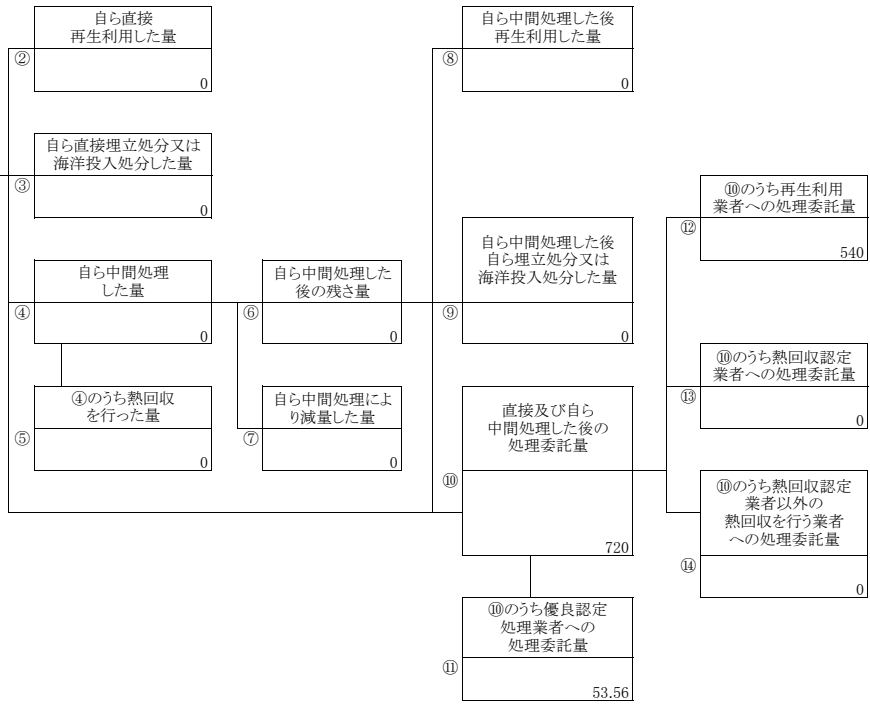 自ら直接
再生利用した量
②
0
自ら直接埋立処分又は
海洋投入処分した量
③
0
自ら中間処理
した量
④
0
④のうち熱回収
を行った量
⑤
0
自ら中間処理した
後の残さ量
⑥
0
自ら中間処理によ
り減量した量
⑦
0
自ら中間処理した後
再生利用した量
⑧
0
自ら中間処理した後
自ら埋立処分又は
海洋投入処分した量
⑨
0
直接及び自ら
中間処理した後の
処理委託量
⑩
720
⑩のうち優良認定
処理業者への
処理委託量
⑪
53.56
⑩のうち再生利用
業者への処理委託量
⑫
540
⑩のうち熱回収認定
業者への処理委託量
⑬
0
⑩のうち熱回収認定
業者以外の
熱回収を行う業者
への処理委託量
⑭
0